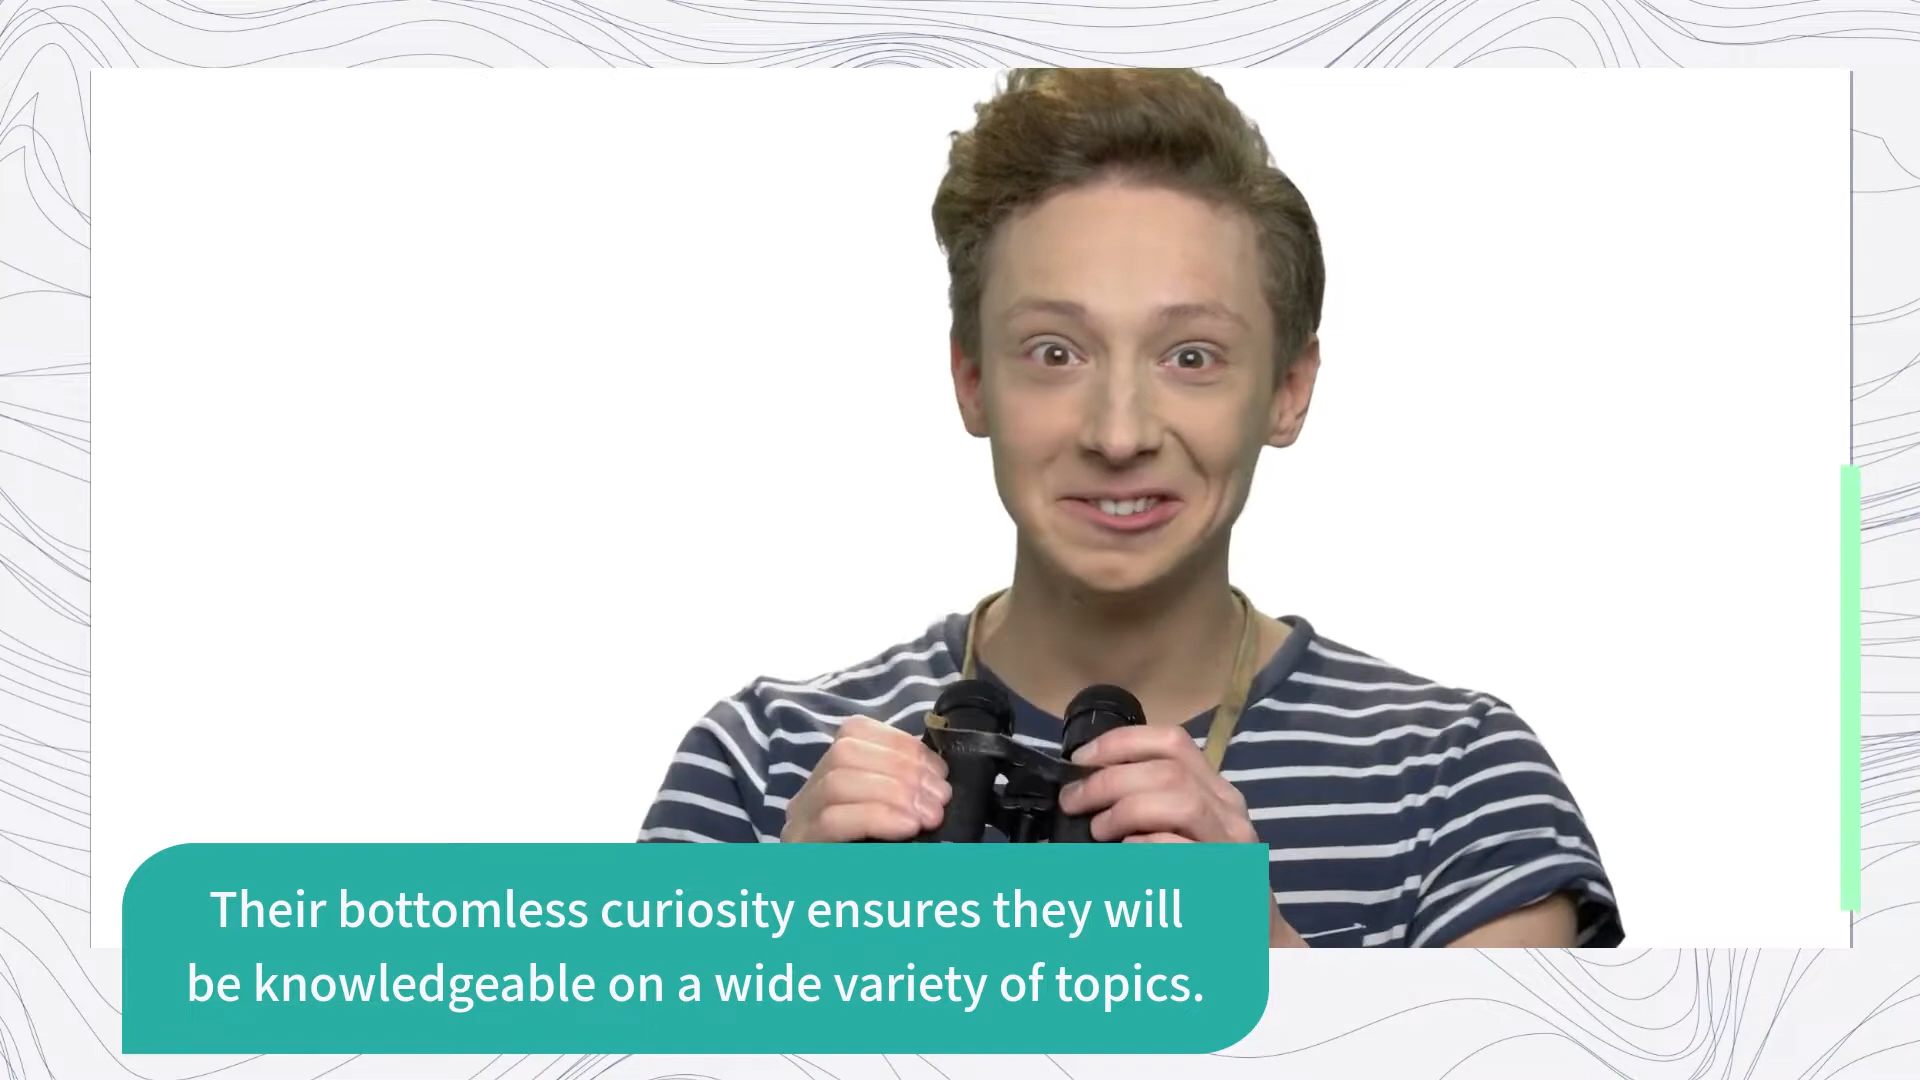 Their bottomless curiosity ensures they will
be knowledgeable on a wide variety of topics.